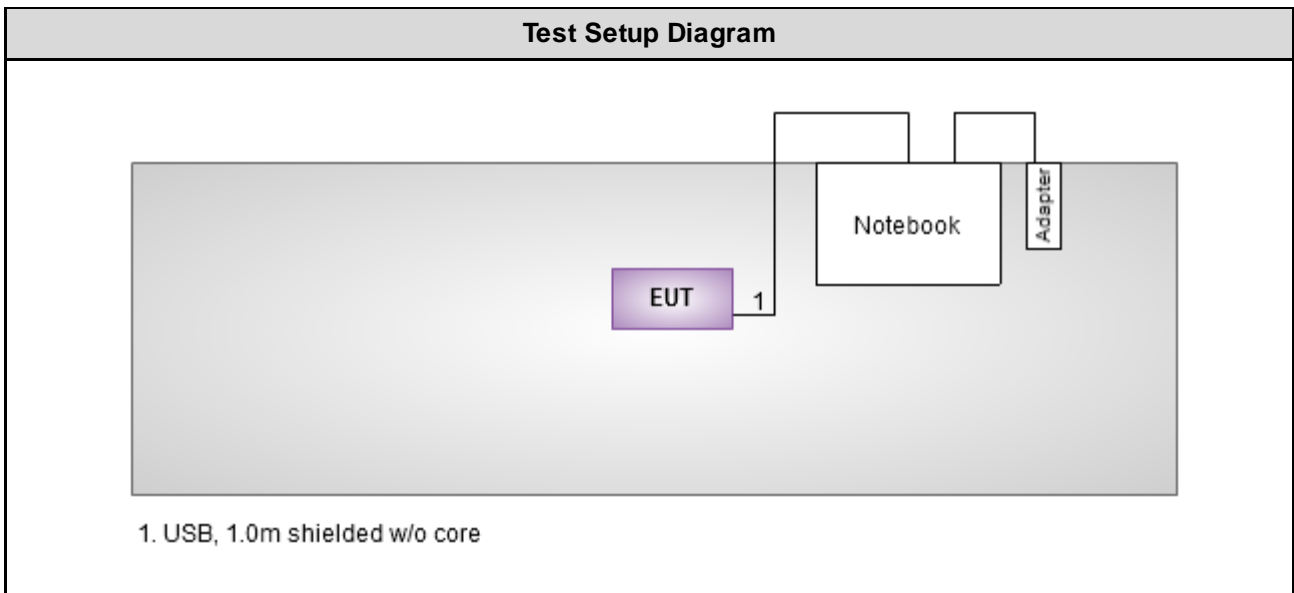 Test Setup Diagram
Notebook
Adapter
EUT
1
1. USB, 1.0m shielded w/o core